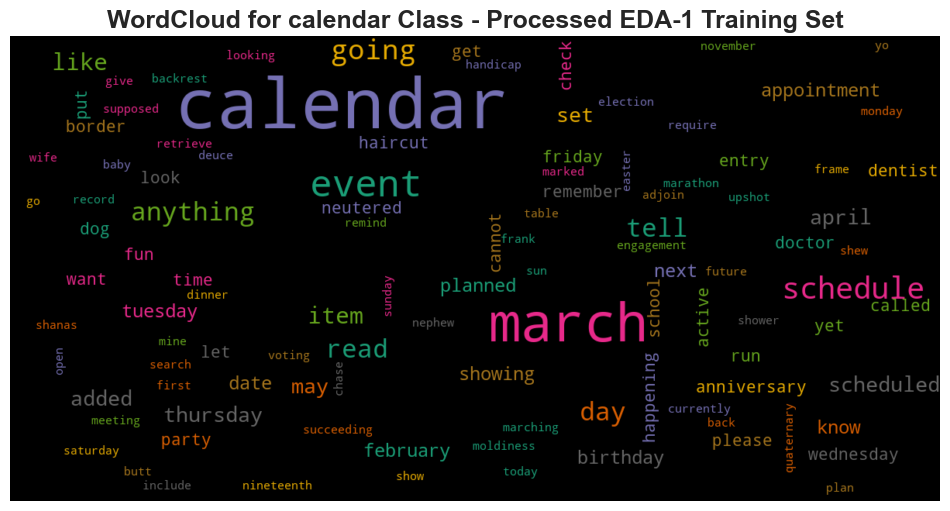 WordCloud for calendar Class - Processed EDA-1 Training Set
like
looking
going
get
handicap
check
november
yo
give
backrest
put
supposed
calendar
set
election
appointment
monday
border
require
retrieve
haircut
wife
baby
deuce
look
friday
marked
easter
entry
frame
dentist
event
remember
marathon
adjoin
upshot
go
record
anything
neutered
remind
table
april
dog
cannot
frank
tell
engagement
doctor
shew
fun
want
time
dinner
sunday
planned
sun
next
future
school
schedule
called
tuesday
item
nephew
march
active
shower
yet
shanas
mine
let
read
voting
open
search
first
chase
date
may
showing
happening
run
anniversary
scheduled
added
thursday
meeting
succeeding
day
currently
back
know
party
marching
quaternary
please
saturday
february
moldiness
birthday
wednesday
butt
include
nineteenth
show
today
plan